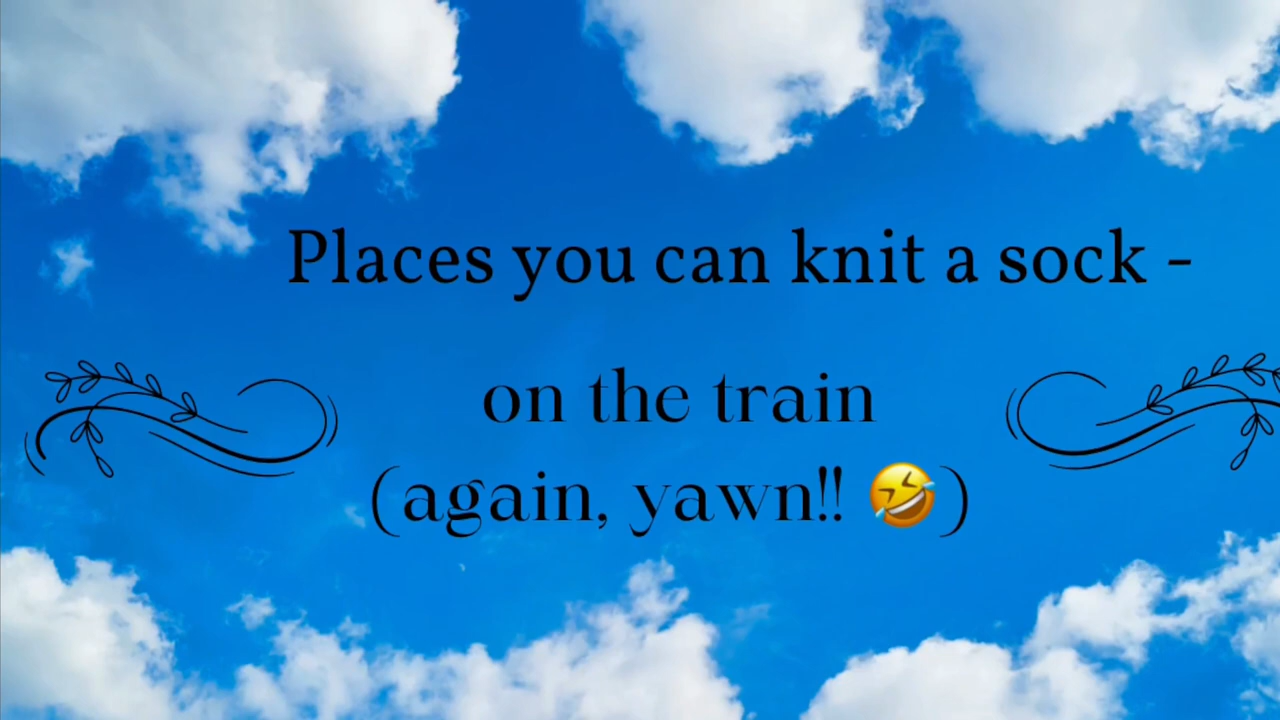 Places you can knit a sock -
on the train
(again, yawn!! 🤣)